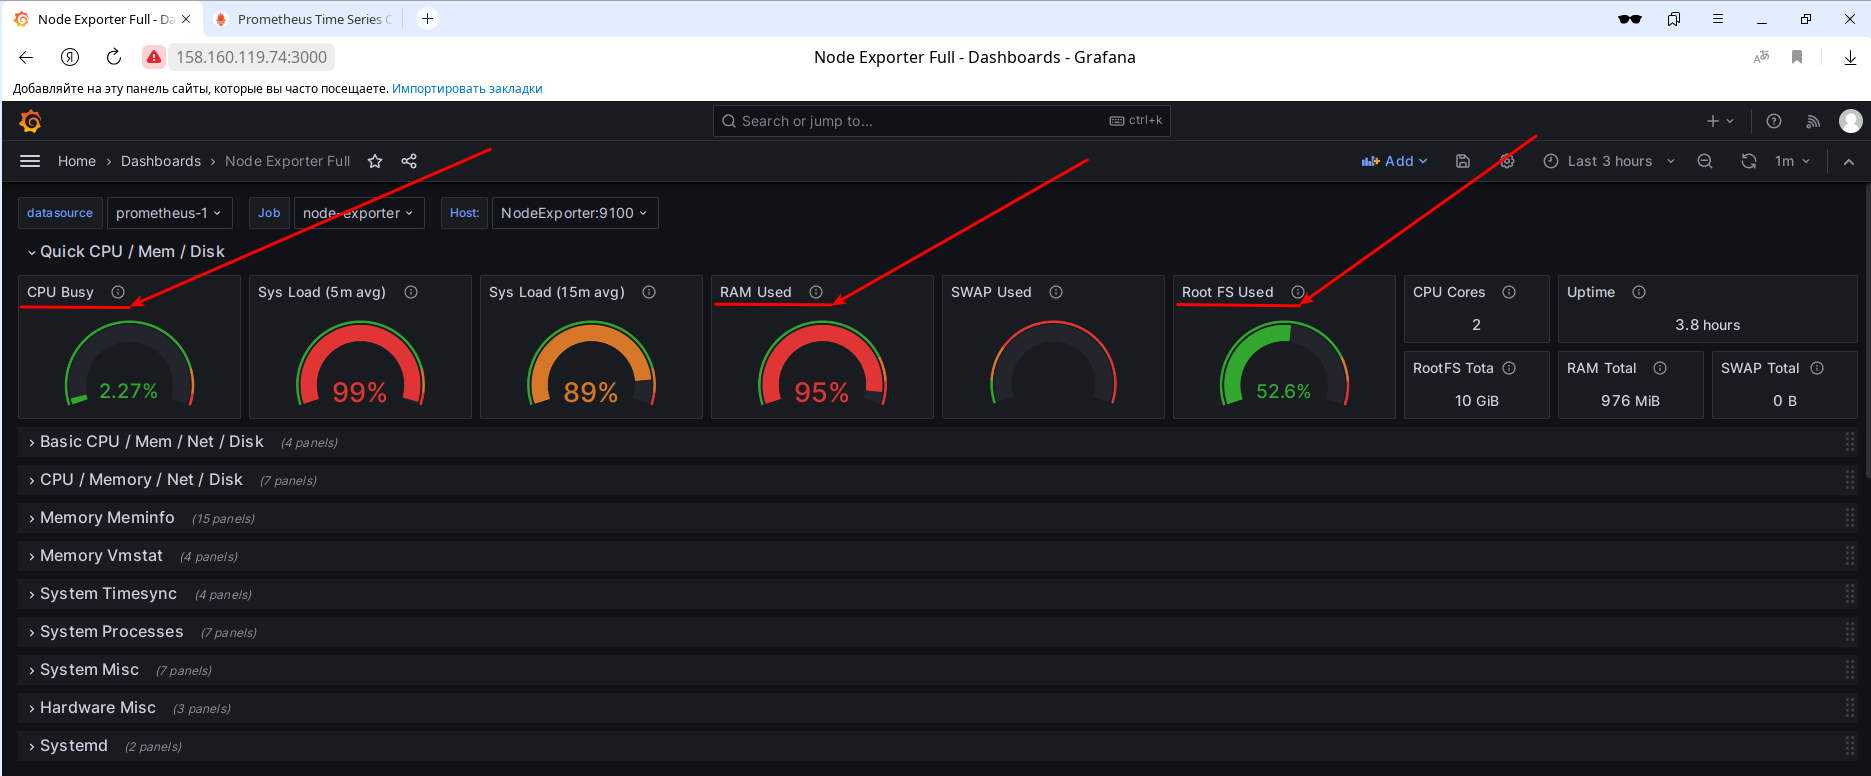 Node Exporter Full - Da
Prometheus Time Series C
158.160.119.74:3000
Node Exporter Full - Dashboards - Grafana
Добавляйте на эту панель сайты, которые вы часто посещаете. Импортировать закладки
Search or jump to...
ctrl+k
Home › Dashboards › Node Exporter Full
Add
Last 3 hours
1m
datasource prometheus-1
Job node-exporter
Host: NodeExporter:9100
Quick CPU / Mem / Disk
CPU Busy
2.27%
Sys Load (5m avg)
99%
Sys Load (15m avg)
89%
RAM Used
95%
SWAP Used
Root FS Used
52.6%
CPU Cores
2
Uptime
3.8 hours
RootFS Tota
10 GiB
RAM Total
976 MiB
SWAP Total
0 B
Basic CPU / Mem / Net / Disk (4 panels)
CPU / Memory / Net / Disk (7 panels)
Memory Meminfo (15 panels)
Memory Vmstat (4 panels)
System Timesync (4 panels)
System Processes (7 panels)
System Misc (7 panels)
Hardware Misc (3 panels)
Systemd (2 panels)